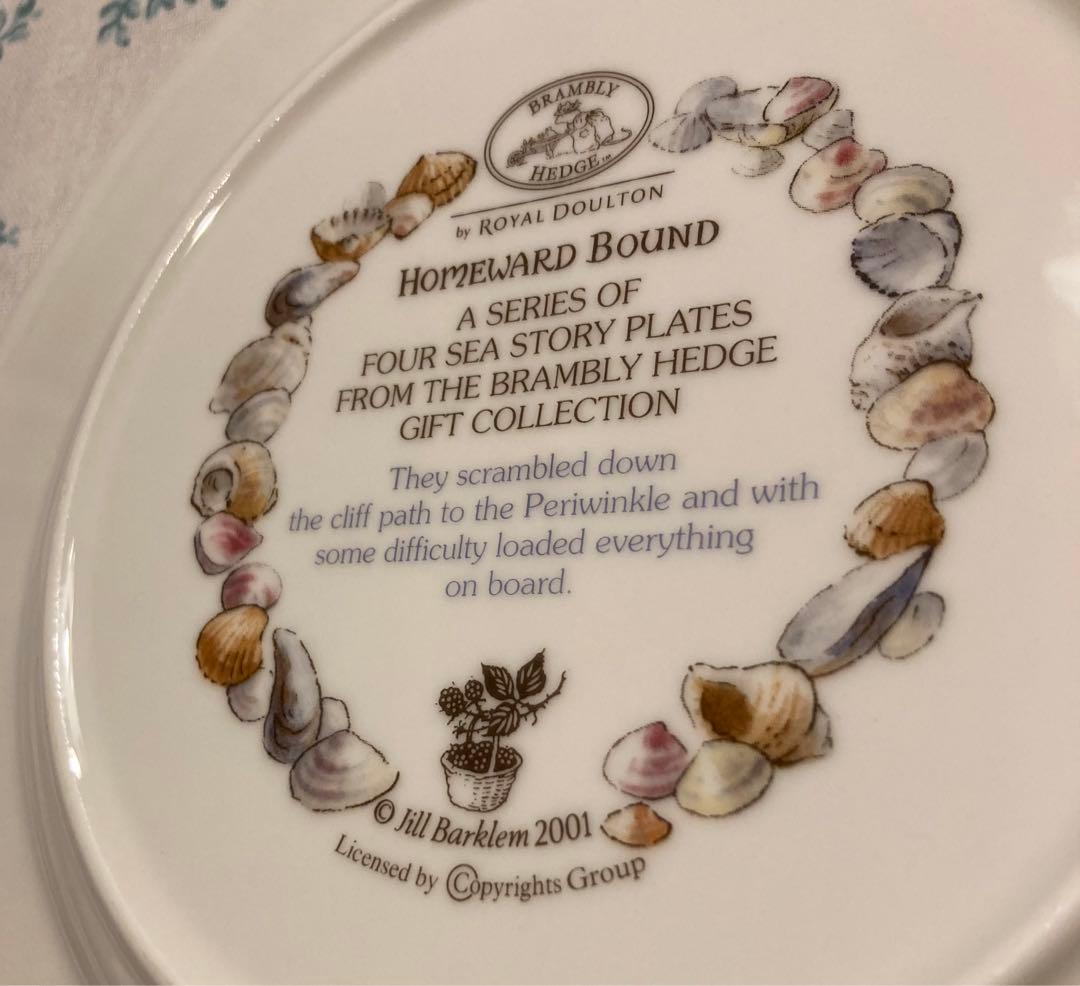 BRAMBLY
HEDGE™
by ROYAL DOULTON
HOMEWARD BOUND
A SERIES OF
FOUR SEA STORY PLATES
FROM THE BRAMBLY HEDGE
GIFT COLLECTION
They scrambled down
the cliff path to the Periwinkle and with
some difficulty loaded everything
on board.
© Jill Barklem 2001
Licensed by ©opyrights Group